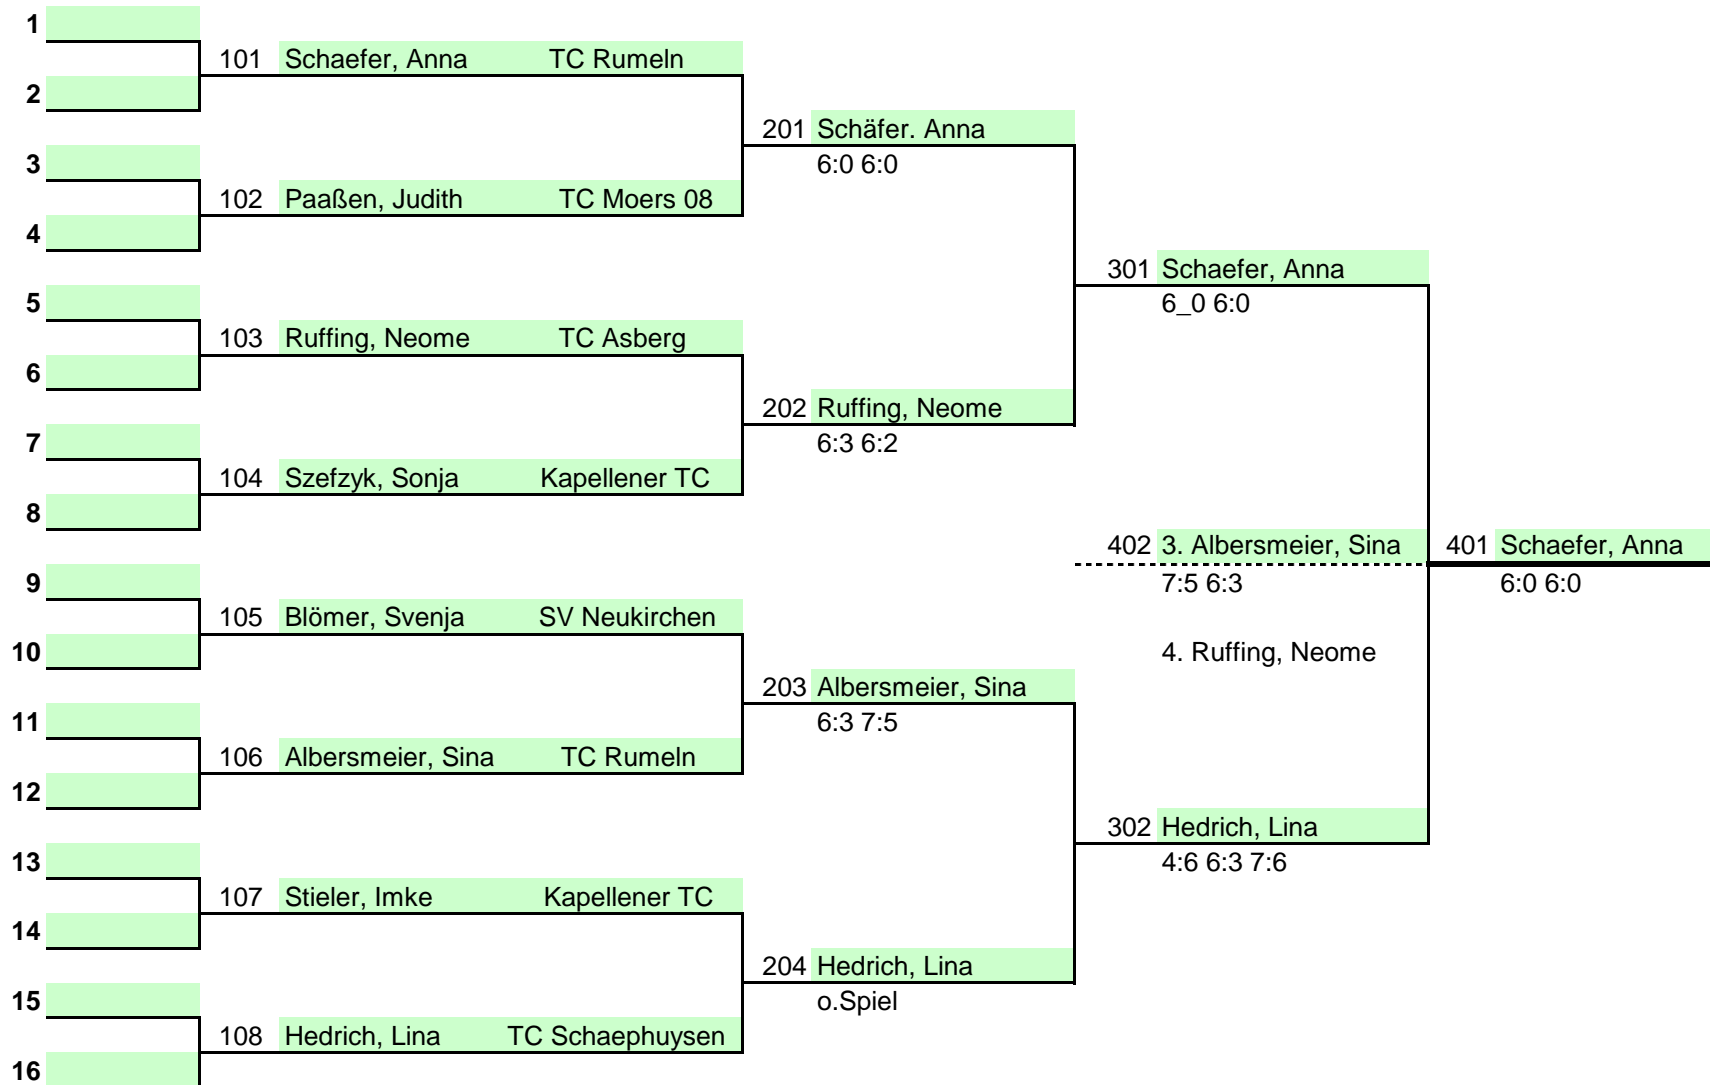 1
101 Schaefer, Anna TC Rumeln
2
201 Schäfer. Anna
3
6:0 6:0
102 Paaßen, Judith TC Moers 08
4
301 Schaefer, Anna
5
6_0 6:0
103 Ruffing, Neome TC Asberg
6
202 Ruffing, Neome
7
6:3 6:2
104 Szefzyk, Sonja Kapellener TC
8
402 3. Albersmeier, Sina 401 Schaefer, Anna
9
7:5 6:3 6:0 6:0
105 Blömer, Svenja SV Neukirchen
10
4. Ruffing, Neome
203 Albersmeier, Sina
11
6:3 7:5
106 Albersmeier, Sina TC Rumeln
12
302 Hedrich, Lina
13
4:6 6:3 7:6
107 Stieler, Imke Kapellener TC
14
204 Hedrich, Lina
15
o.Spiel
108 Hedrich, Lina TC Schaephuysen
16